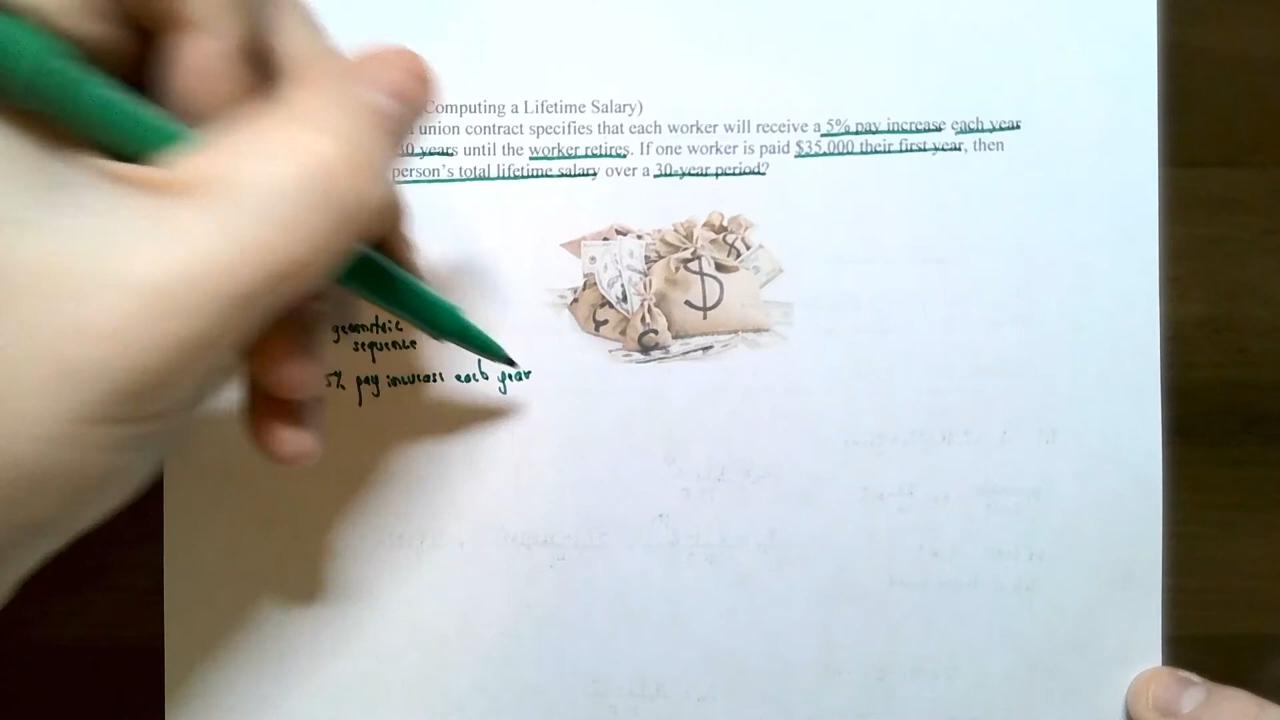 Computing a Lifetime Salary)
union contract specifies that each worker will receive a 5% pay increase each year
30 years until the worker retires. If one worker is paid $35,000 their first year, then
person's total lifetime salary over a 30-year period?
$
geometric
sequence
5% pay increase each year